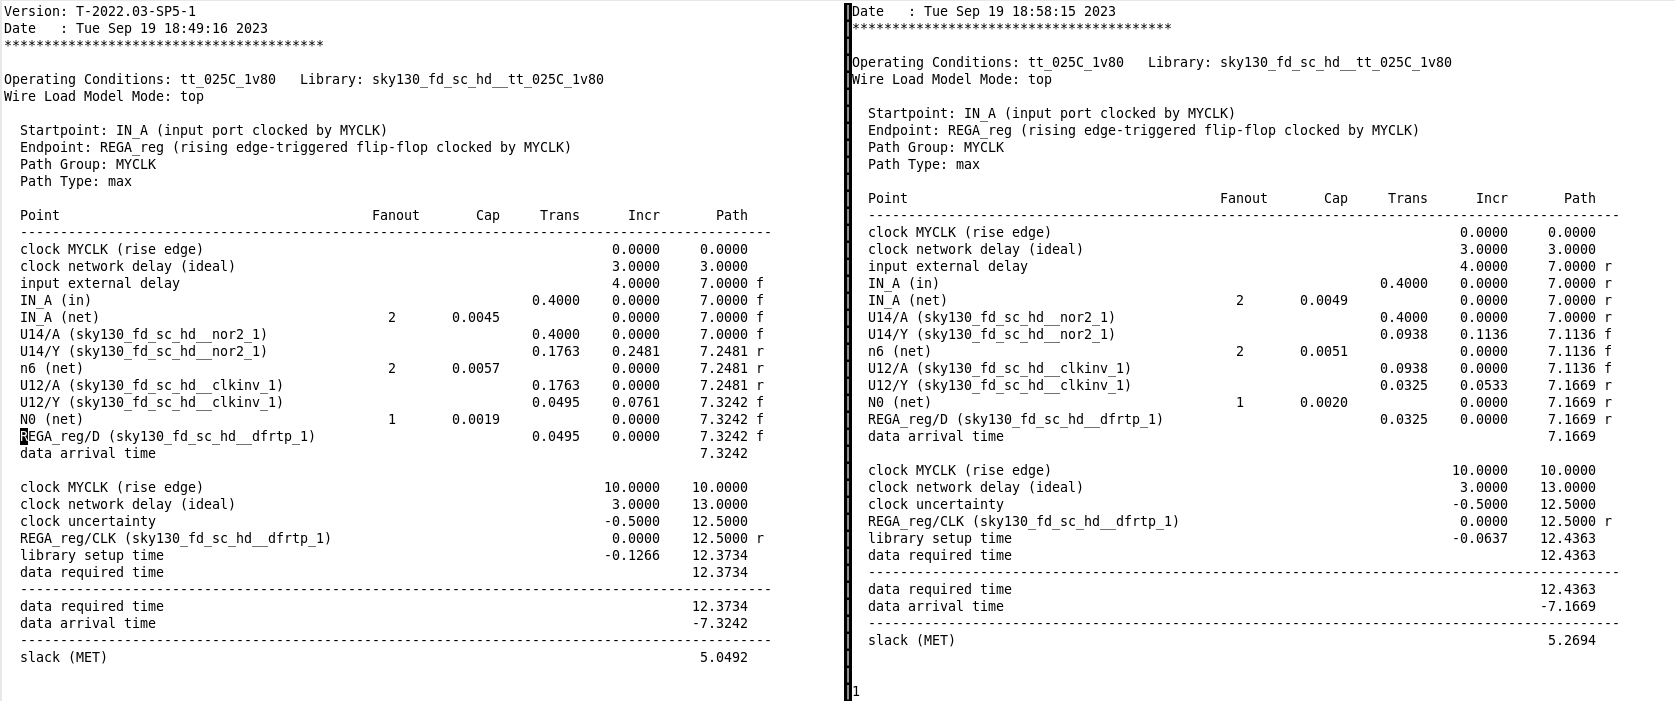 Version: T-2022.03-SP5-1
Date   : Tue Sep 19 18:49:16 2023
****************************************
Operating Conditions: tt_025C_1v80   Library: sky130_fd_sc_hd__tt_025C_1v80
Wire Load Model Mode: top
Startpoint: IN_A (input port clocked by MYCLK)
Endpoint: REGA_reg (rising edge-triggered flip-flop clocked by MYCLK)
Path Group: MYCLK
Path Type: max
Point   Fanout   Cap   Trans   Incr   Path
----------------------------------------------------------------------------------------------
clock MYCLK (rise edge)   0.0000   0.0000
clock network delay (ideal)   3.0000   3.0000
input external delay   4.0000   7.0000 f
IN_A (in)   0.4000   0.0000   7.0000 f
IN_A (net)   2   0.0045   0.0000   7.0000 f
U14/A (sky130_fd_sc_hd__nor2_1)   0.4000   0.0000   7.0000 f
U14/Y (sky130_fd_sc_hd__nor2_1)   0.1763   0.2481   7.2481 r
n6 (net)   2   0.0057   0.0000   7.2481 r
U12/A (sky130_fd_sc_hd__clkinv_1)   0.1763   0.0000   7.2481 r
U12/Y (sky130_fd_sc_hd__clkinv_1)   0.0495   0.0761   7.3242 f
N0 (net)   1   0.0019   0.0000   7.3242 f
REGA_reg/D (sky130_fd_sc_hd__dfrtp_1)   0.0495   0.0000   7.3242 f
data arrival time   7.3242
clock MYCLK (rise edge)   10.0000   10.0000
clock network delay (ideal)   3.0000   13.0000
clock uncertainty   -0.5000   12.5000
REGA_reg/CLK (sky130_fd_sc_hd__dfrtp_1)   0.0000   12.5000 r
library setup time   -0.1266   12.3734
data required time   12.3734
----------------------------------------------------------------------------------------------
data required time   12.3734
data arrival time   -7.3242
----------------------------------------------------------------------------------------------
slack (MET)   5.0492
Date   : Tue Sep 19 18:58:15 2023
****************************************
Operating Conditions: tt_025C_1v80   Library: sky130_fd_sc_hd__tt_025C_1v80
Wire Load Model Mode: top
Startpoint: IN_A (input port clocked by MYCLK)
Endpoint: REGA_reg (rising edge-triggered flip-flop clocked by MYCLK)
Path Group: MYCLK
Path Type: max
Point   Fanout   Cap   Trans   Incr   Path
----------------------------------------------------------------------------------------------
clock MYCLK (rise edge)   0.0000   0.0000
clock network delay (ideal)   3.0000   3.0000
input external delay   4.0000   7.0000 r
IN_A (in)   0.4000   0.0000   7.0000 r
IN_A (net)   2   0.0049   0.0000   7.0000 r
U14/A (sky130_fd_sc_hd__nor2_1)   0.4000   0.0000   7.0000 r
U14/Y (sky130_fd_sc_hd__nor2_1)   0.0938   0.1136   7.1136 f
n6 (net)   2   0.0051   0.0000   7.1136 f
U12/A (sky130_fd_sc_hd__clkinv_1)   0.0938   0.0000   7.1136 f
U12/Y (sky130_fd_sc_hd__clkinv_1)   0.0325   0.0533   7.1669 r
N0 (net)   1   0.0020   0.0000   7.1669 r
REGA_reg/D (sky130_fd_sc_hd__dfrtp_1)   0.0325   0.0000   7.1669 r
data arrival time   7.1669
clock MYCLK (rise edge)   10.0000   10.0000
clock network delay (ideal)   3.0000   13.0000
clock uncertainty   -0.5000   12.5000
REGA_reg/CLK (sky130_fd_sc_hd__dfrtp_1)   0.0000   12.5000 r
library setup time   -0.0637   12.4363
data required time   12.4363
----------------------------------------------------------------------------------------------
data required time   12.4363
data arrival time   -7.1669
----------------------------------------------------------------------------------------------
slack (MET)   5.2694
1